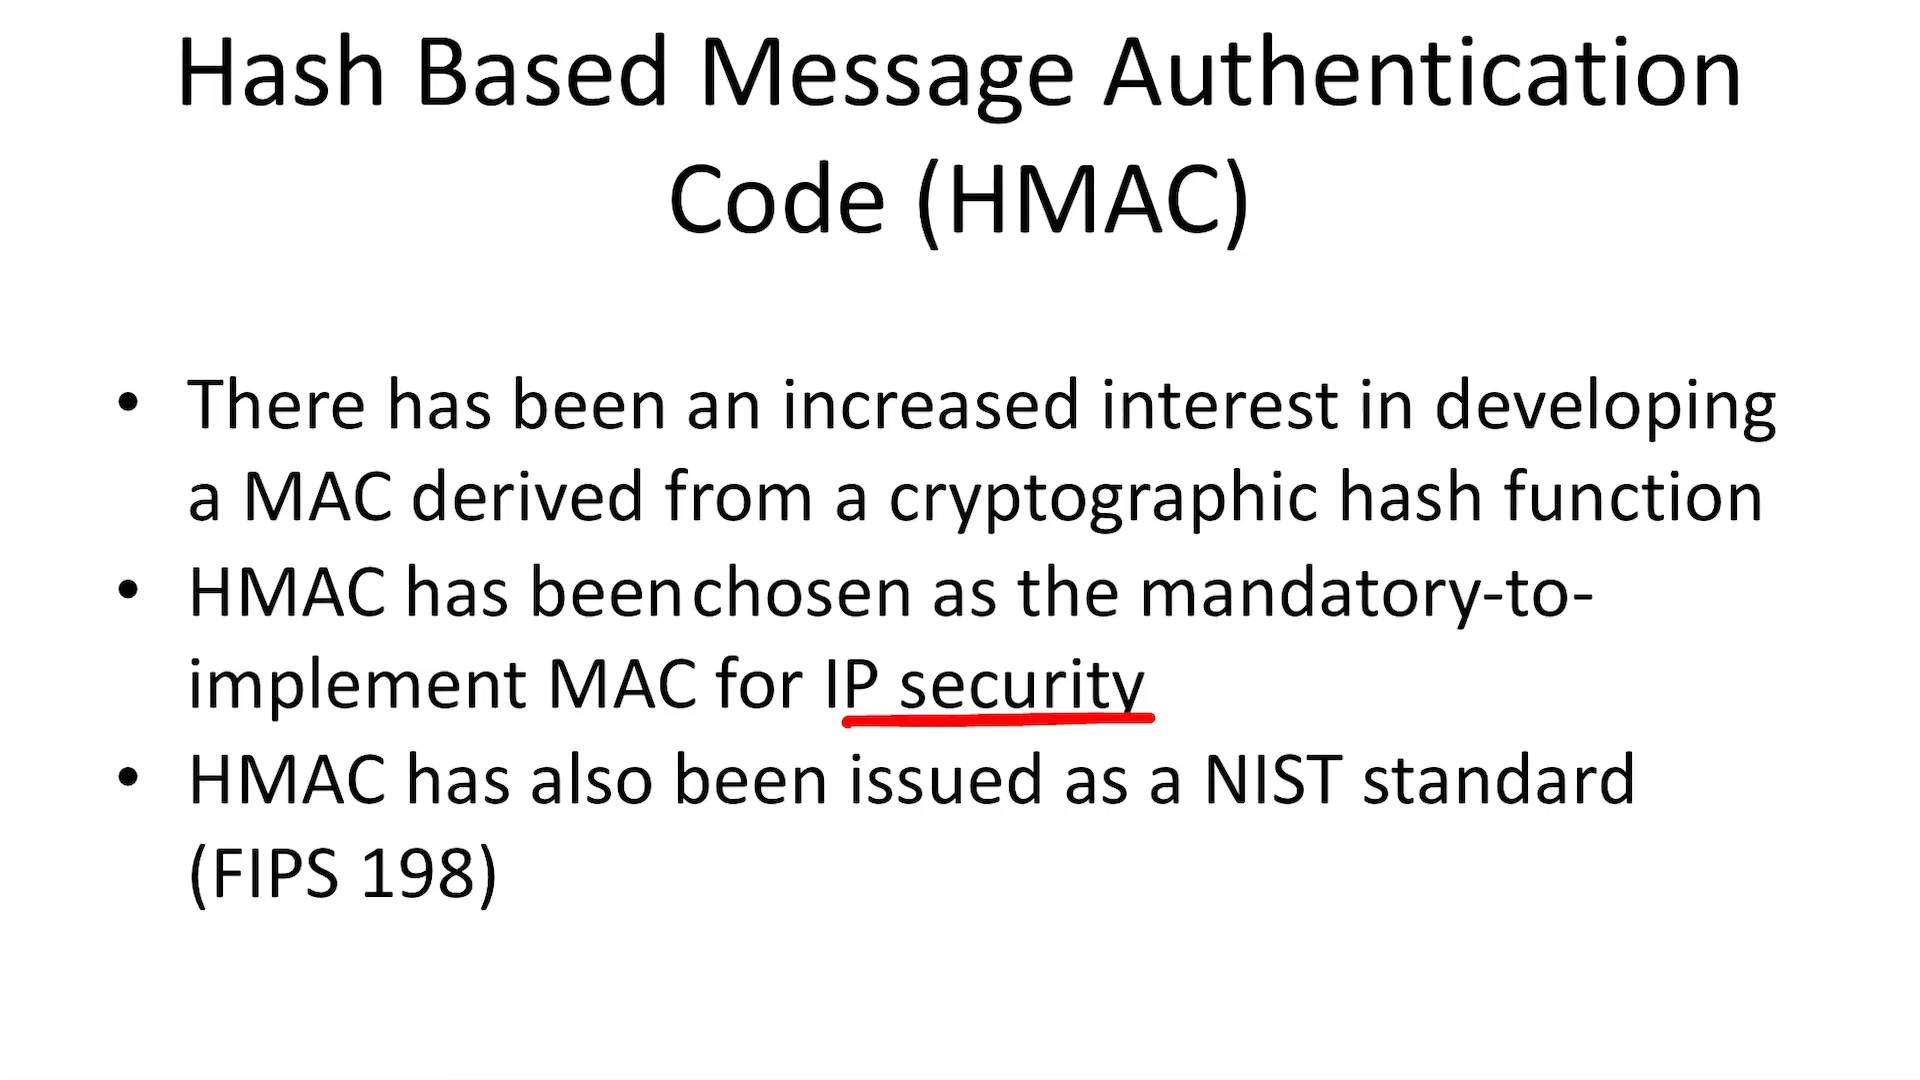 Hash Based Message Authentication
Code (HMAC)
• There has been an increased interest in developing
a MAC derived from a cryptographic hash function
• HMAC has been chosen as the mandatory-to-
implement MAC for IP security
• HMAC has also been issued as a NIST standard
(FIPS 198)